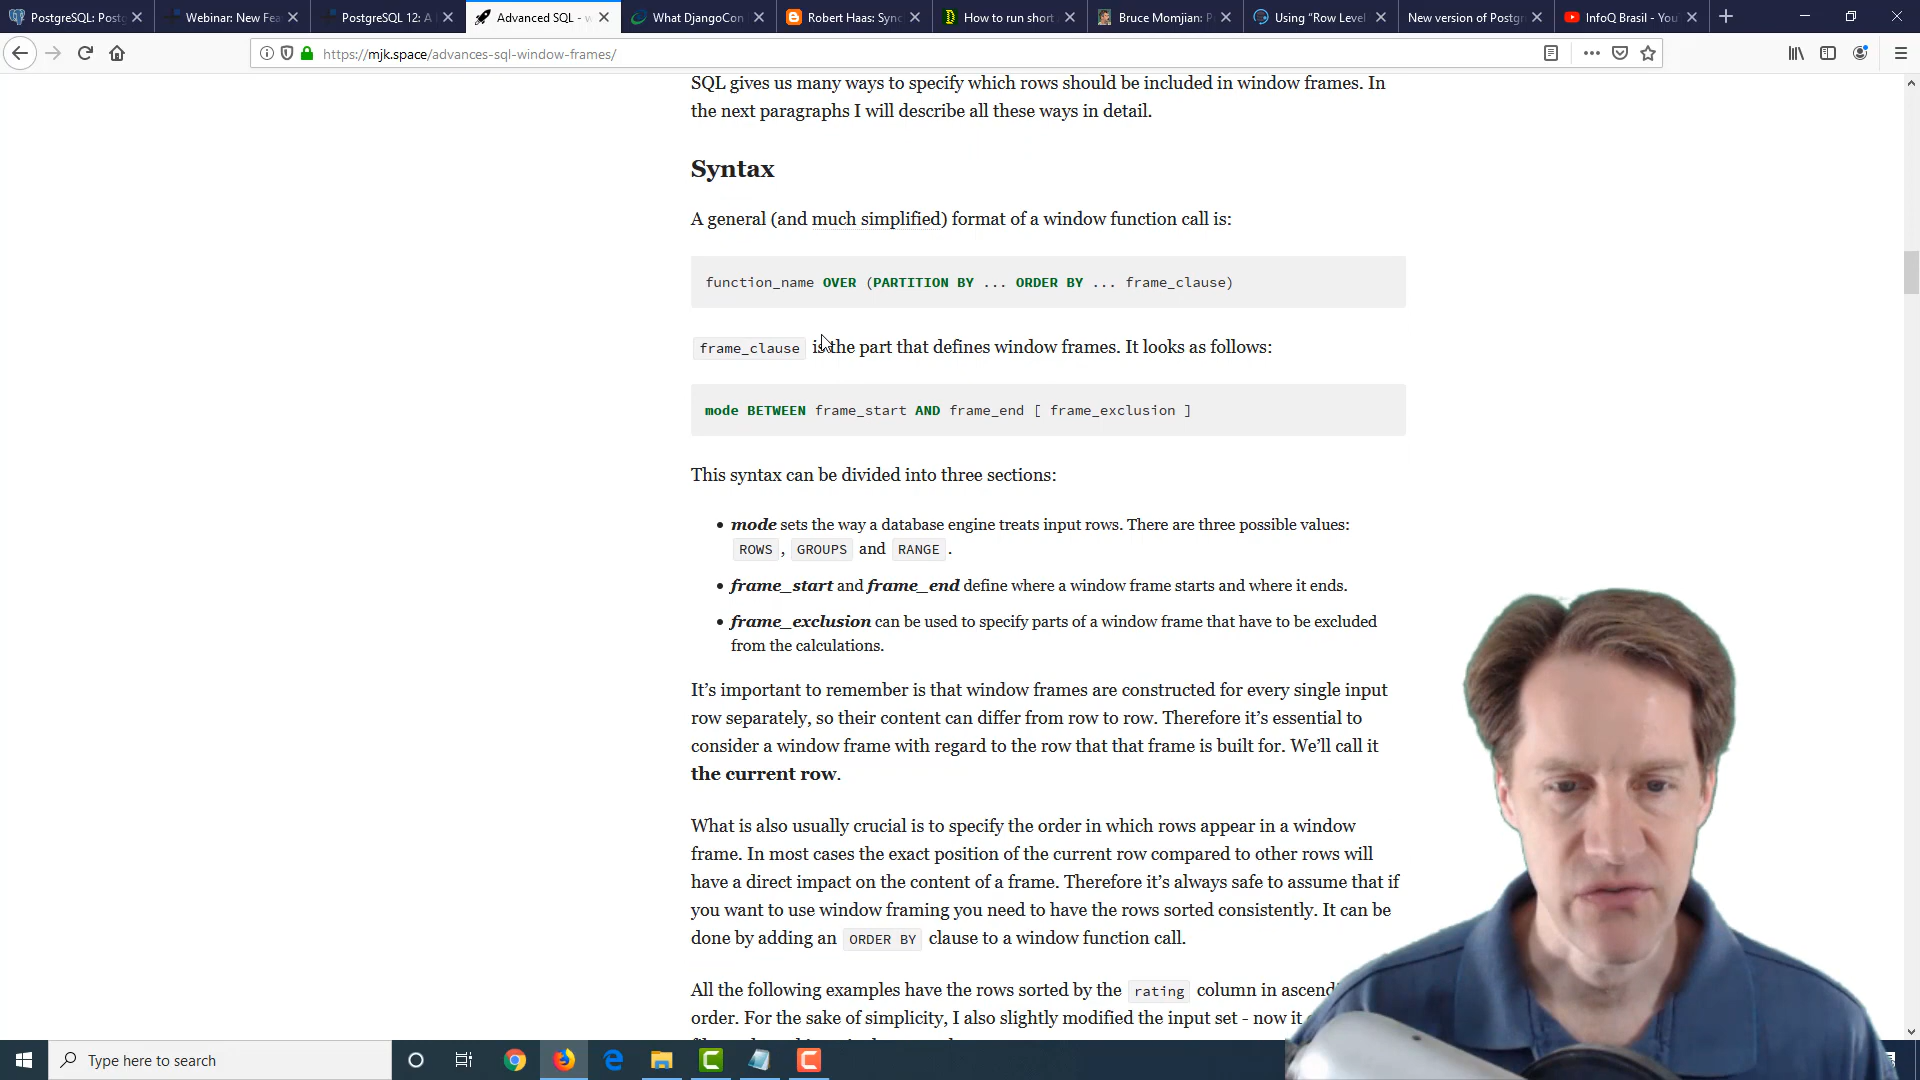 PostgreSQL: Postg
Webinar: New Fea
PostgreSQL 12: A
Advanced SQL - w
What DjangoCon
Robert Haas: Sync
How to run short
Bruce Momjian: P
Using "Row Level
New version of Postgr
InfoQ Brasil - You
https://mjk.space/advances-sql-window-frames/
SQL gives us many ways to specify which rows should be included in window frames. In
the next paragraphs I will describe all these ways in detail.
Syntax
A general (and much simplified) format of a window function call is:
function_name OVER (PARTITION BY ... ORDER BY ... frame_clause)
frame_clause is the part that defines window frames. It looks as follows:
mode BETWEEN frame_start AND frame_end [ frame_exclusion ]
This syntax can be divided into three sections:
• mode sets the way a database engine treats input rows. There are three possible values:
ROWS , GROUPS and RANGE .
• frame_start and frame_end define where a window frame starts and where it ends.
• frame_exclusion can be used to specify parts of a window frame that have to be excluded
from the calculations.
It's important to remember is that window frames are constructed for every single input
row separately, so their content can differ from row to row. Therefore it's essential to
consider a window frame with regard to the row that that frame is built for. We'll call it
the current row.
What is also usually crucial is to specify the order in which rows appear in a window
frame. In most cases the exact position of the current row compared to other rows will
have a direct impact on the content of a frame. Therefore it's always safe to assume that if
you want to use window framing you need to have the rows sorted consistently. It can be
done by adding an ORDER BY clause to a window function call.
All the following examples have the rows sorted by the rating column in ascend
order. For the sake of simplicity, I also slightly modified the input set - now it
Type here to search